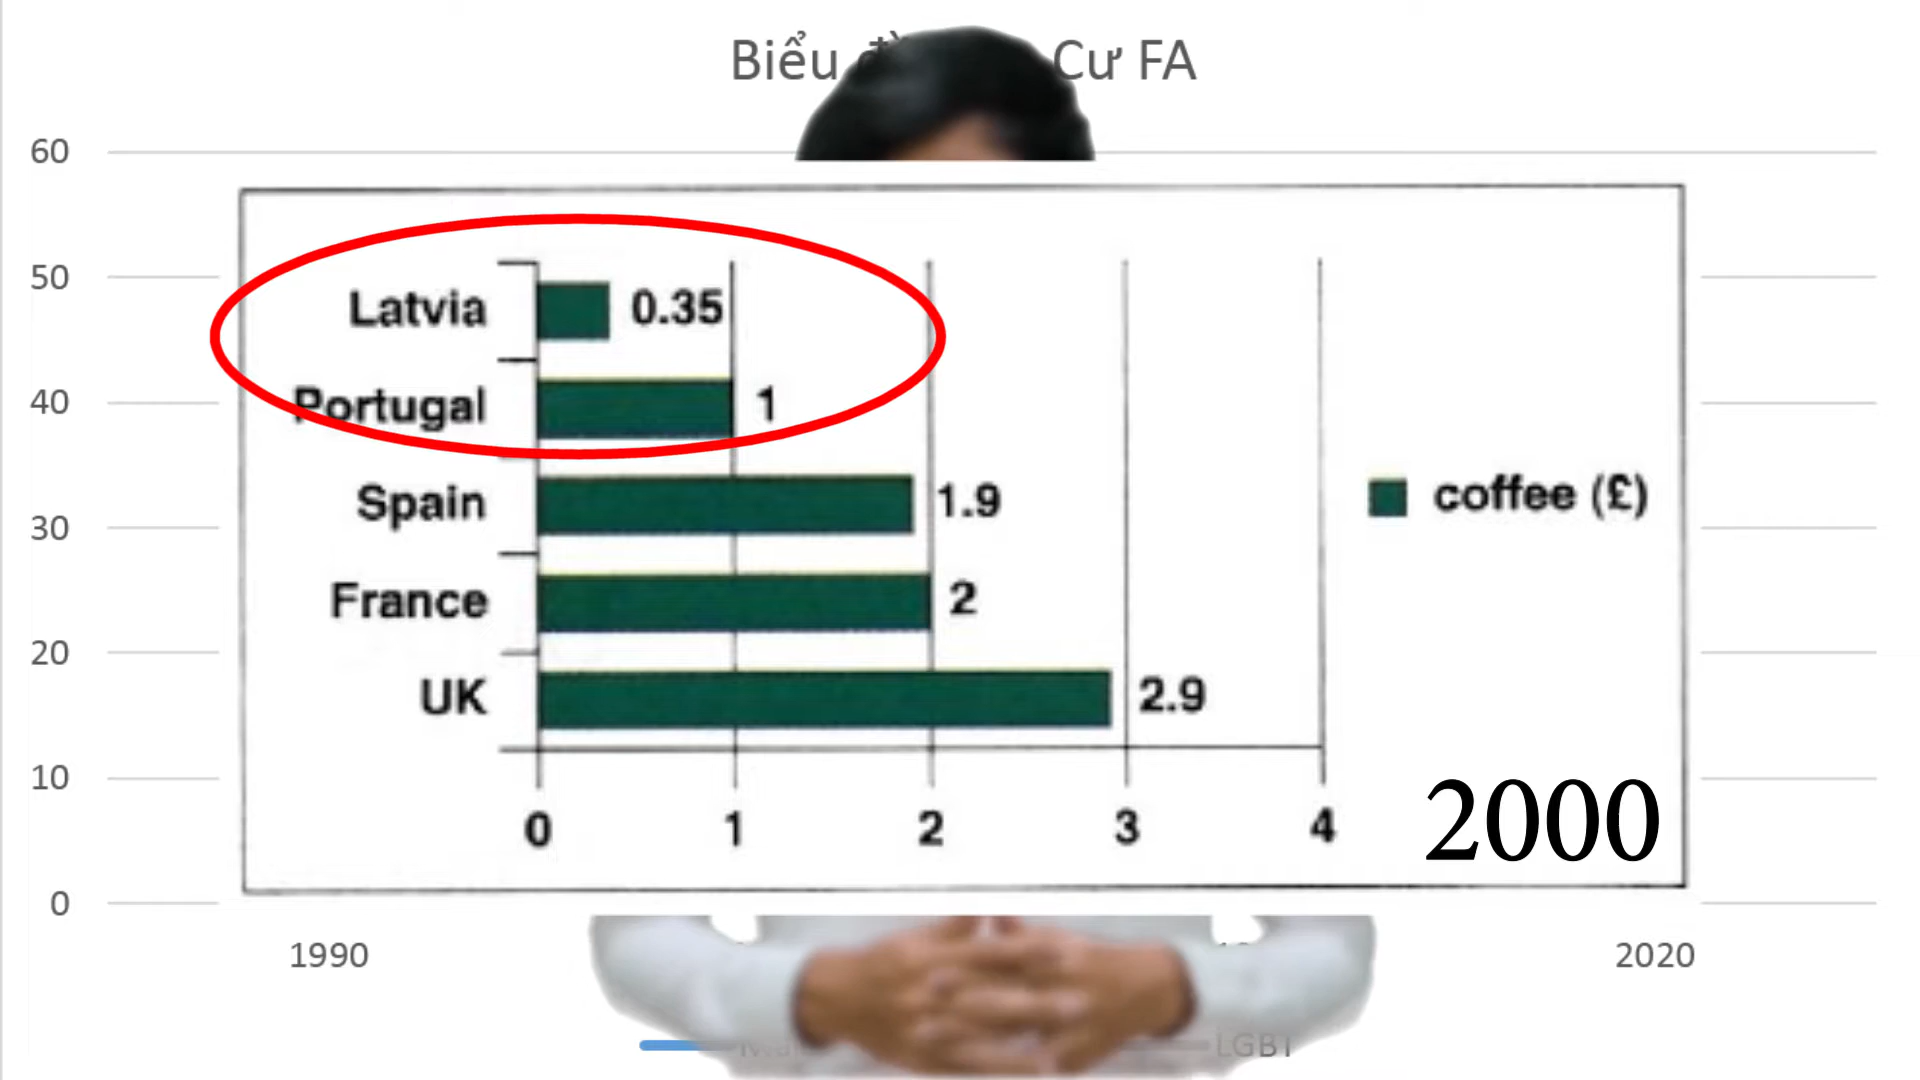 Biểu Cư FA
60
50
40
30
20
10
0
Latvia 0.35
Portugal 1
Spain 1.9
France 2
UK 2.9
0 1 2 3 4
coffee (£)
2000
1990 2020
LGBT